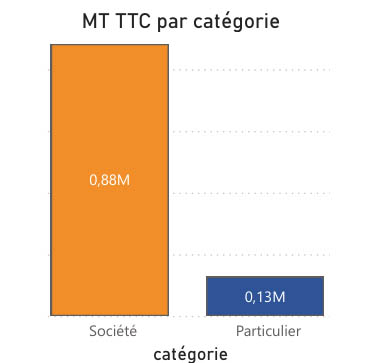 MT TTC par catégorie
0,88M
0,13M
Société Particulier
catégorie